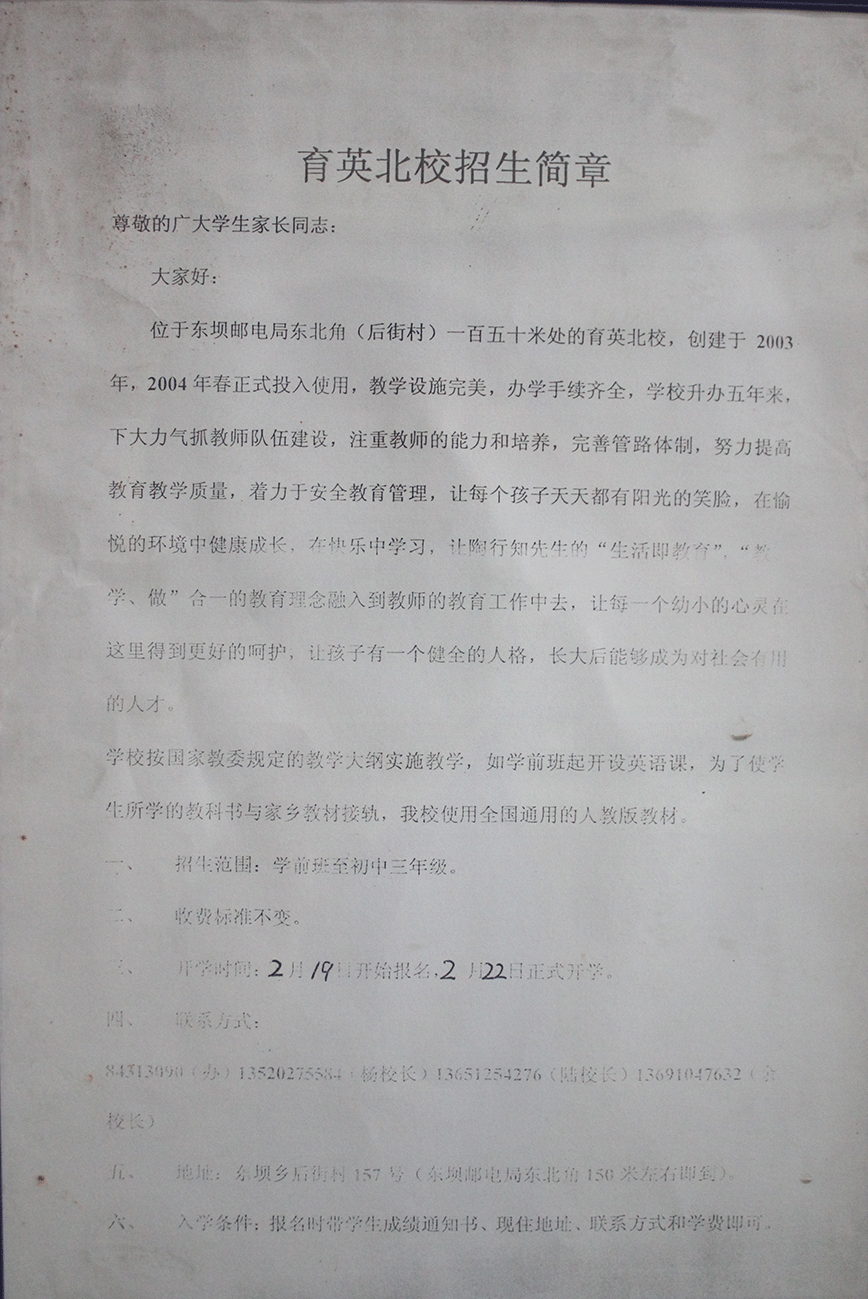 育英北校招生简章
尊敬的广大学生家长同志：
大家好：
位于东坝邮电局东北角（后街村）一百五十米处的育英北校，创建于 2003
年，2004 年春正式投入使用，教学设施完美，办学手续齐全，学校升办五年来，
下大力气抓教师队伍建设，注重教师的能力和培养，完善管路体制，努力提高
教育教学质量，着力于安全教育管理，让每个孩子天天都有阳光的笑脸，在愉
悦的环境中健康成长，在快乐中学习，让陶行知先生的“生活即教育”，“教
学、做”合一的教育理念融入到教师的教育工作中去，让每一个幼小的心灵在
这里得到更好的呵护，让孩子有一个健全的人格，长大后能够成为对社会有用
的人才。
学校按国家教委规定的教学大纲实施教学，如学前班起开设英语课，为了使学
生所学的教科书与家乡教材接轨，我校使用全国通用的人教版教材。
一、 招生范围：学前班至初中三年级。
二、 收费标准不变。
三、 开学时间：2月19日开始报名，2月22日正式开学。
四、 联系方式：
84313090（办）13520275584（杨校长）13651254276（陆校长）13691047632（
校长）
五、 地址：东坝乡后街村 157 号（东坝邮电局东北角 150 米左右即到）。
六、 入学条件：报名时带学生成绩通知书、现住地址、联系方式和学费即可。